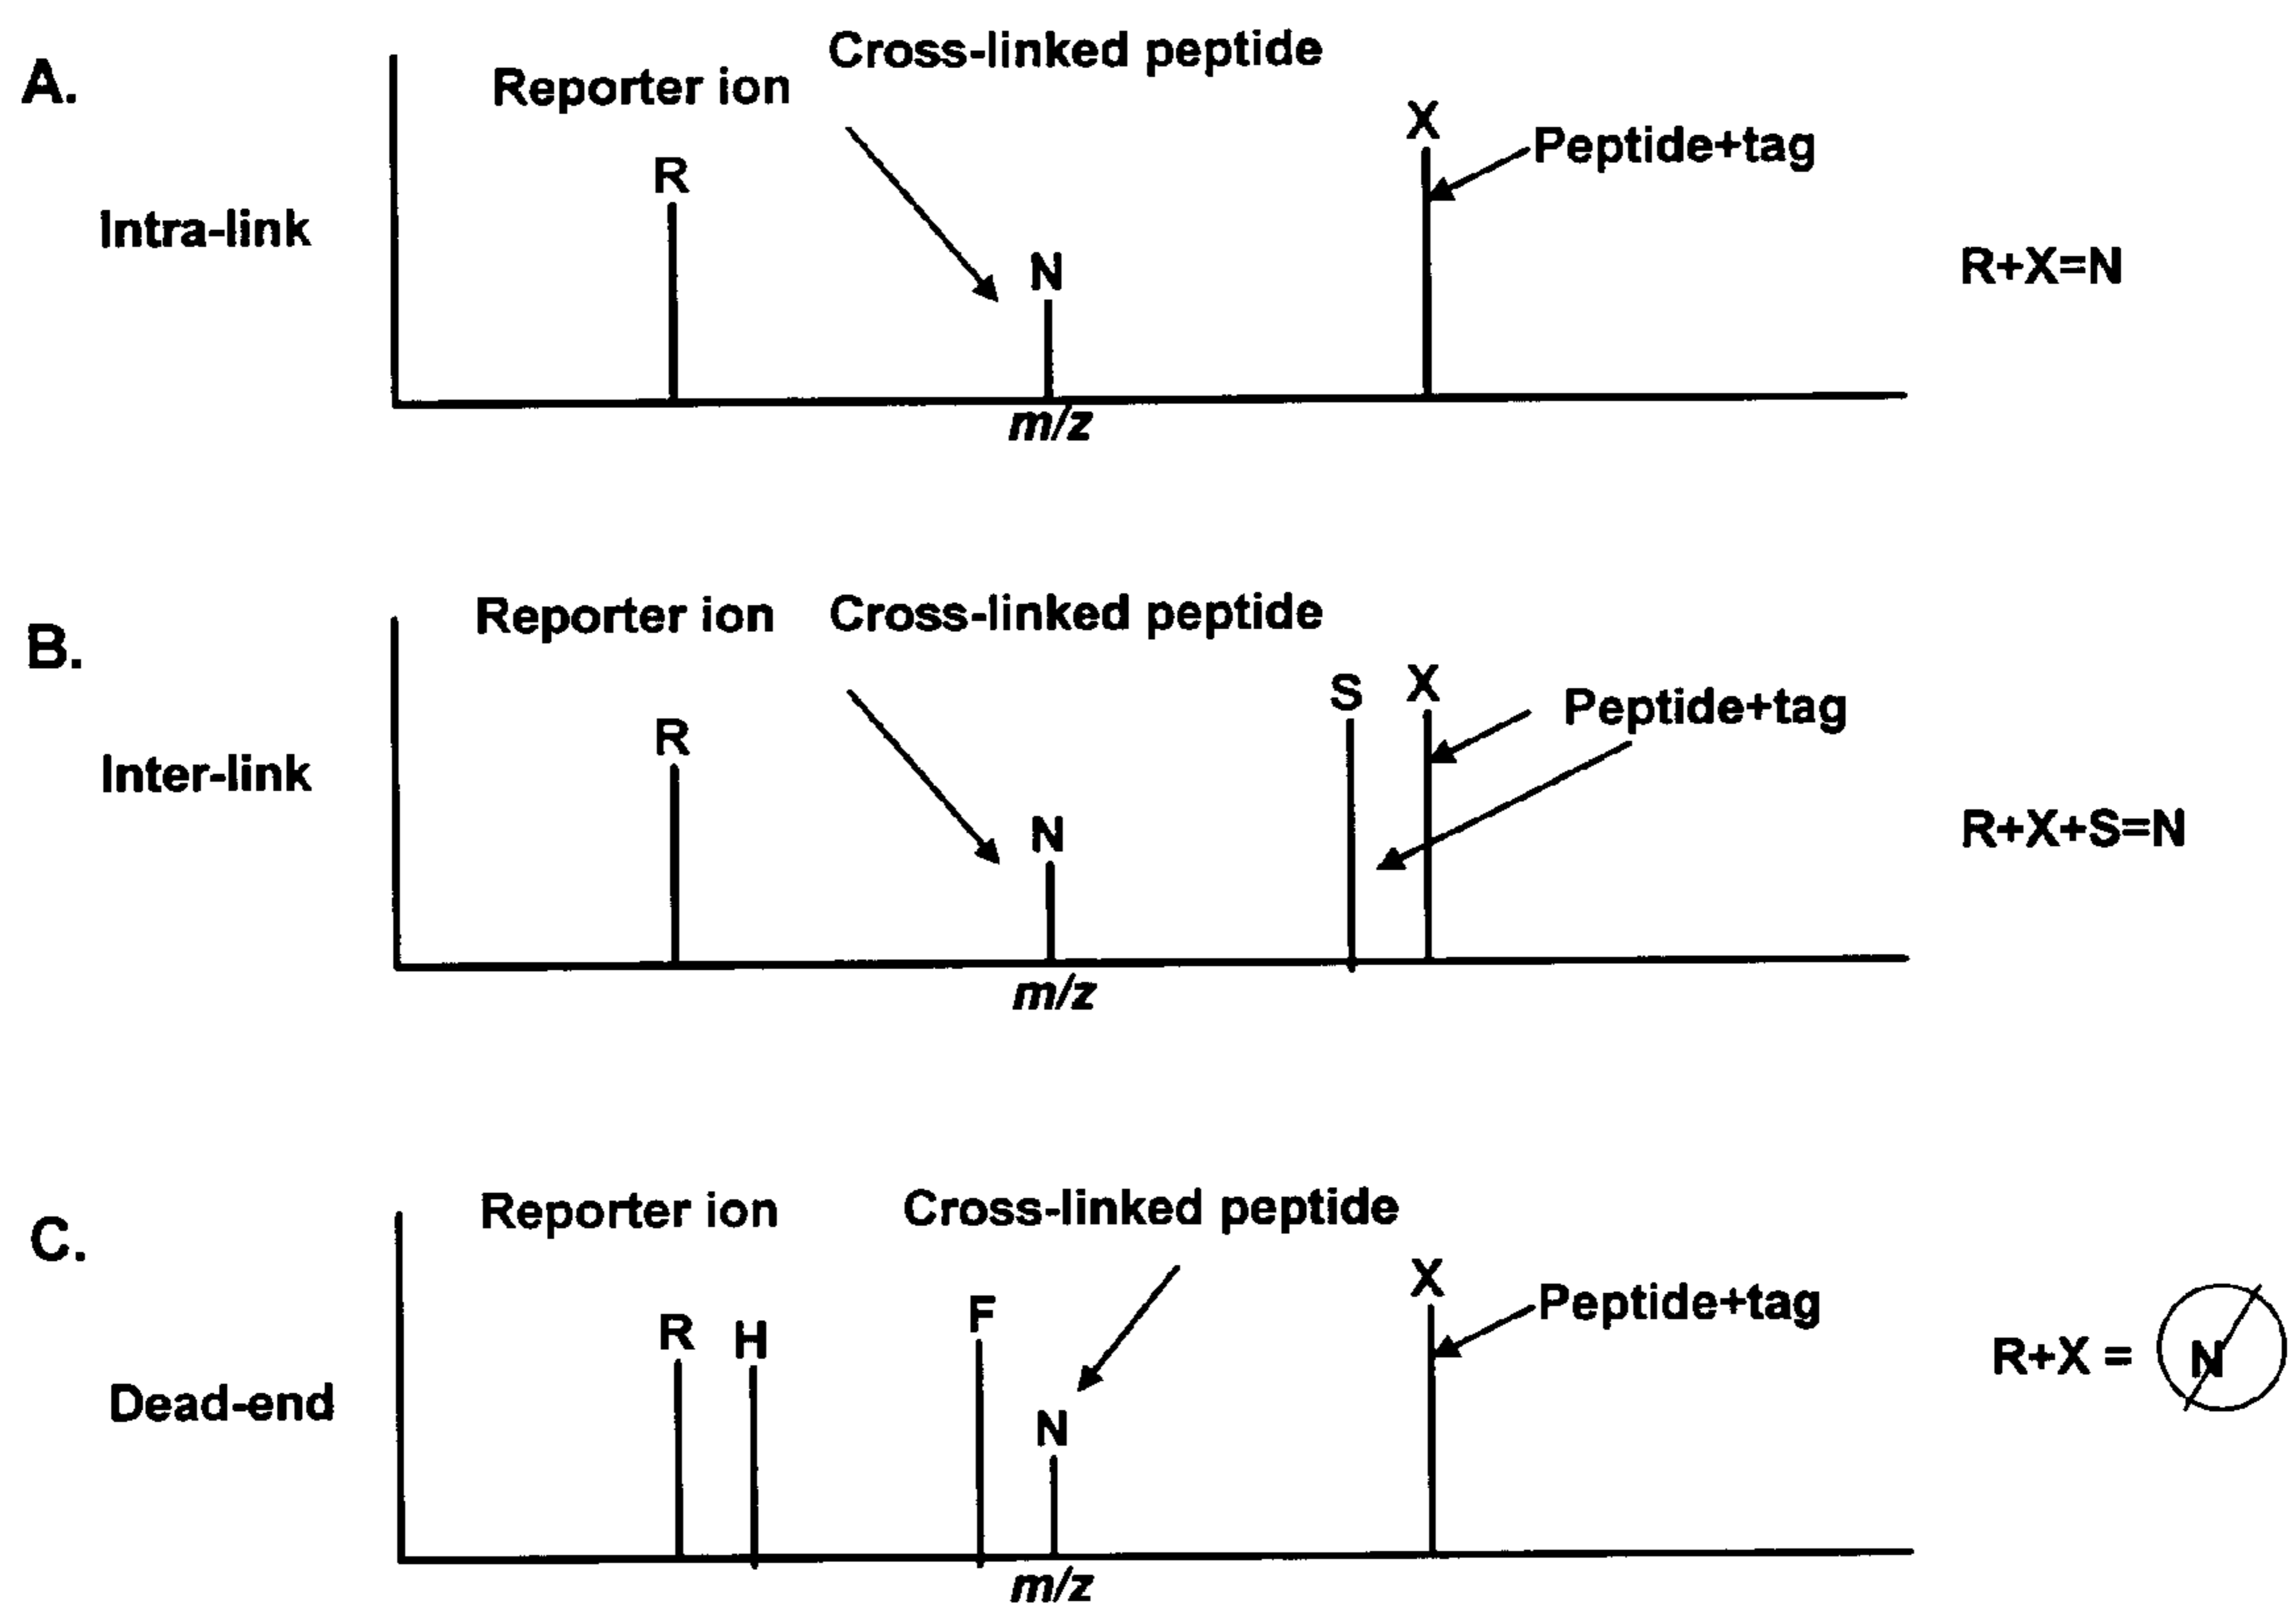 A.
Cross-linked peptide
Reporter ion
X
Peptide+tag
R
Intra-link
N
R+X=N
m/z
B.
Reporter ion Cross-linked peptide
S X
Peptide+tag
R
Inter-link
N
R+X+S=N
m/z
C.
Reporter ion Cross-linked peptide
X
Peptide+tag
R H F
R+X = N
Dead-end
N
m/z